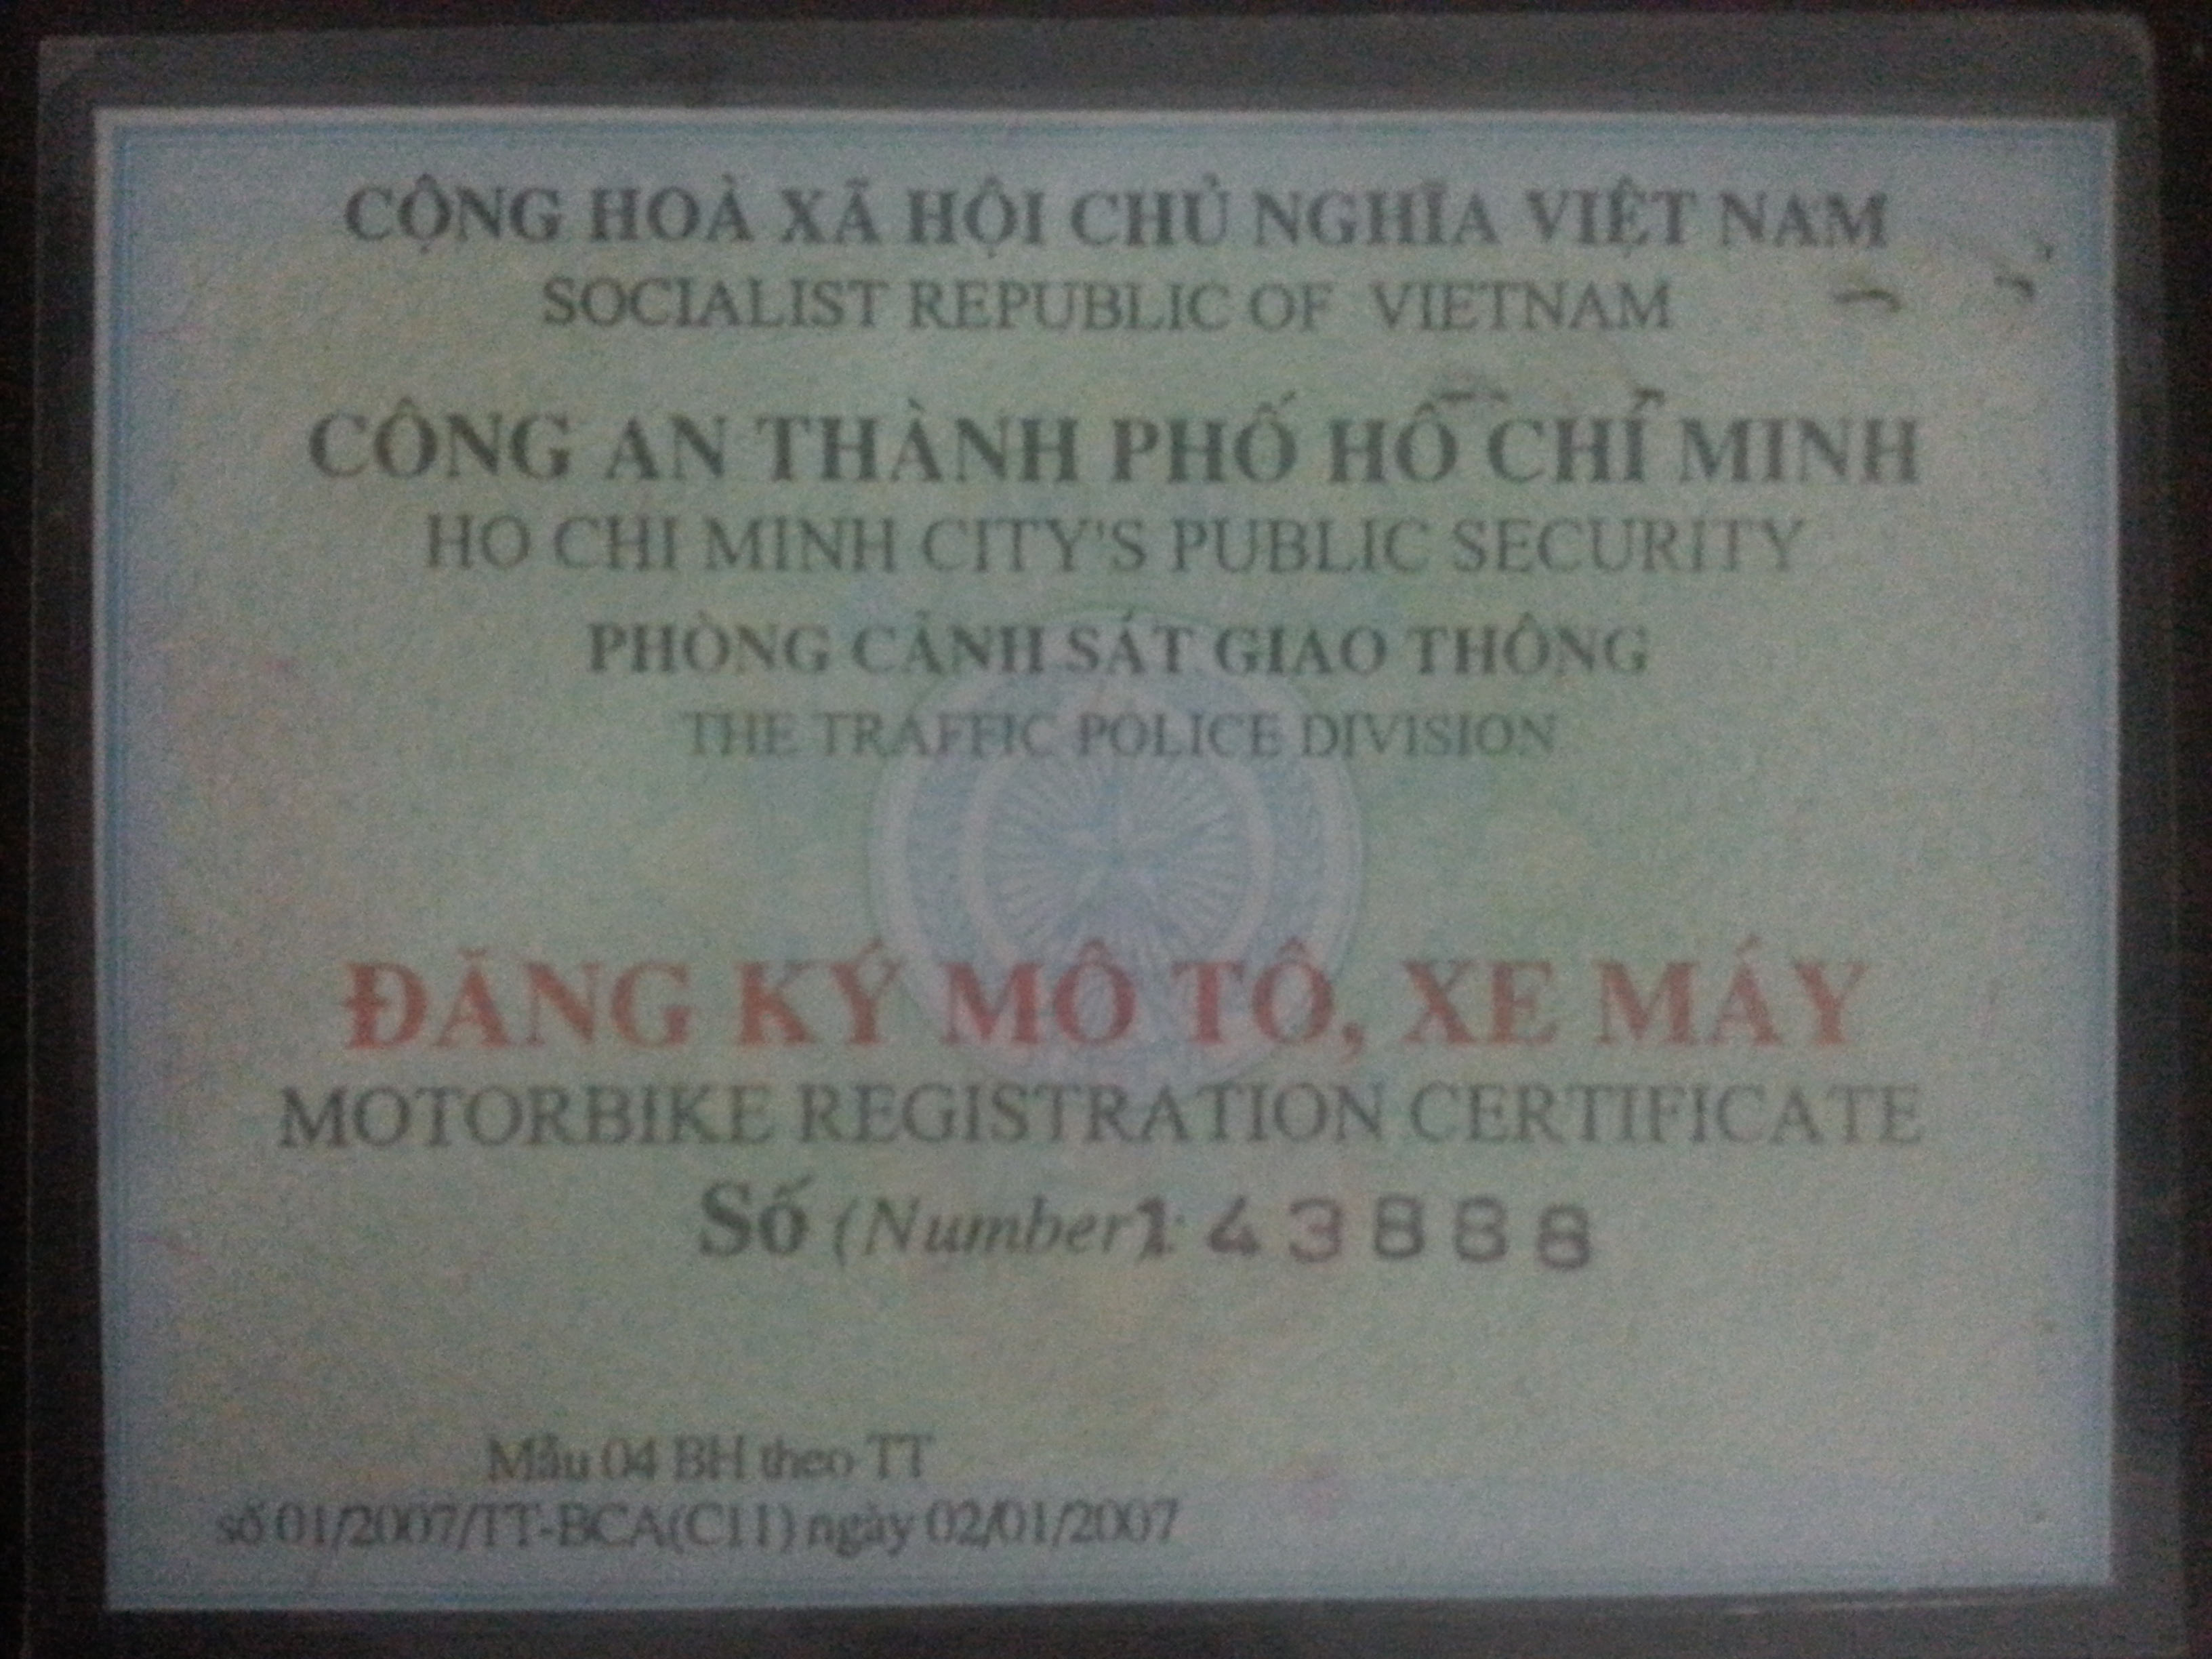 CỘNG HOÀ XÃ HỘI CHỦ NGHĨA VIỆT NAM
SOCIALIST REPUBLIC OF VIETNAM
CÔNG AN THÀNH PHỐ HỒ CHÍ MINH
HO CHI MINH CITY'S PUBLIC SECURITY
PHÒNG CẢNH SÁT GIAO THÔNG
THE TRAFFIC POLICE DIVISION
ĐĂNG KÝ MÔ TÔ, XE MÁY
MOTORBIKE REGISTRATION CERTIFICATE
Số (Number): 143888
Mẫu 04 BH theo TT
số 01/2007/TT-BCA(C11) ngày 02/01/2007